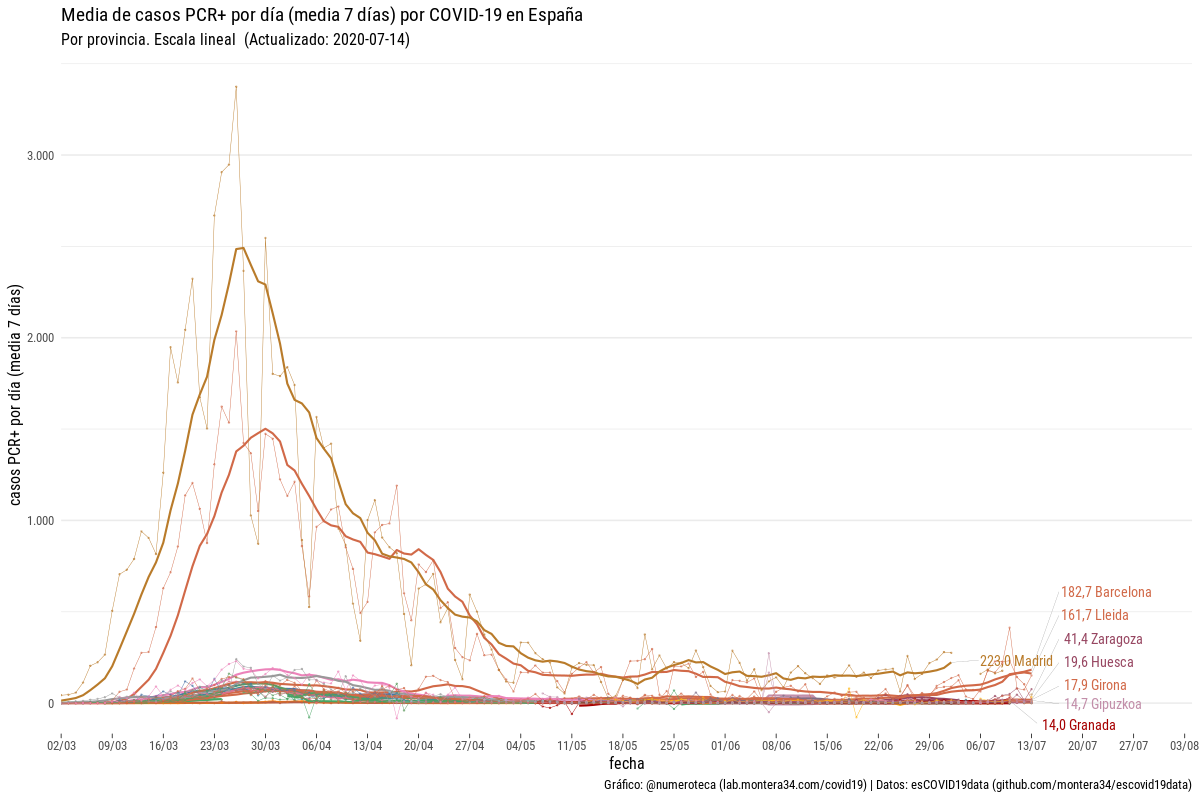 Media de casos PCR+ por día (media 7 días) por COVID-19 en España
Por provincia. Escala lineal (Actualizado: 2020-07-14)
casos PCR+ por día (media 7 días)
3.000
2.000
1.000
0
182,7 Barcelona
161,7 Lleida
41,4 Zaragoza
223,0 Madrid
19,6 Huesca
17,9 Girona
14,7 Gipuzkoa
14,0 Granada
02/03 09/03 16/03 23/03 30/03 06/04 13/04 20/04 27/04 04/05 11/05 18/05 25/05 01/06 08/06 15/06 22/06 29/06 06/07 13/07 20/07 27/07 03/08
fecha
Gráfico: @numeroteca (lab.montera34.com/covid19) | Datos: esCOVID19data (github.com/montera34/escovid19data)